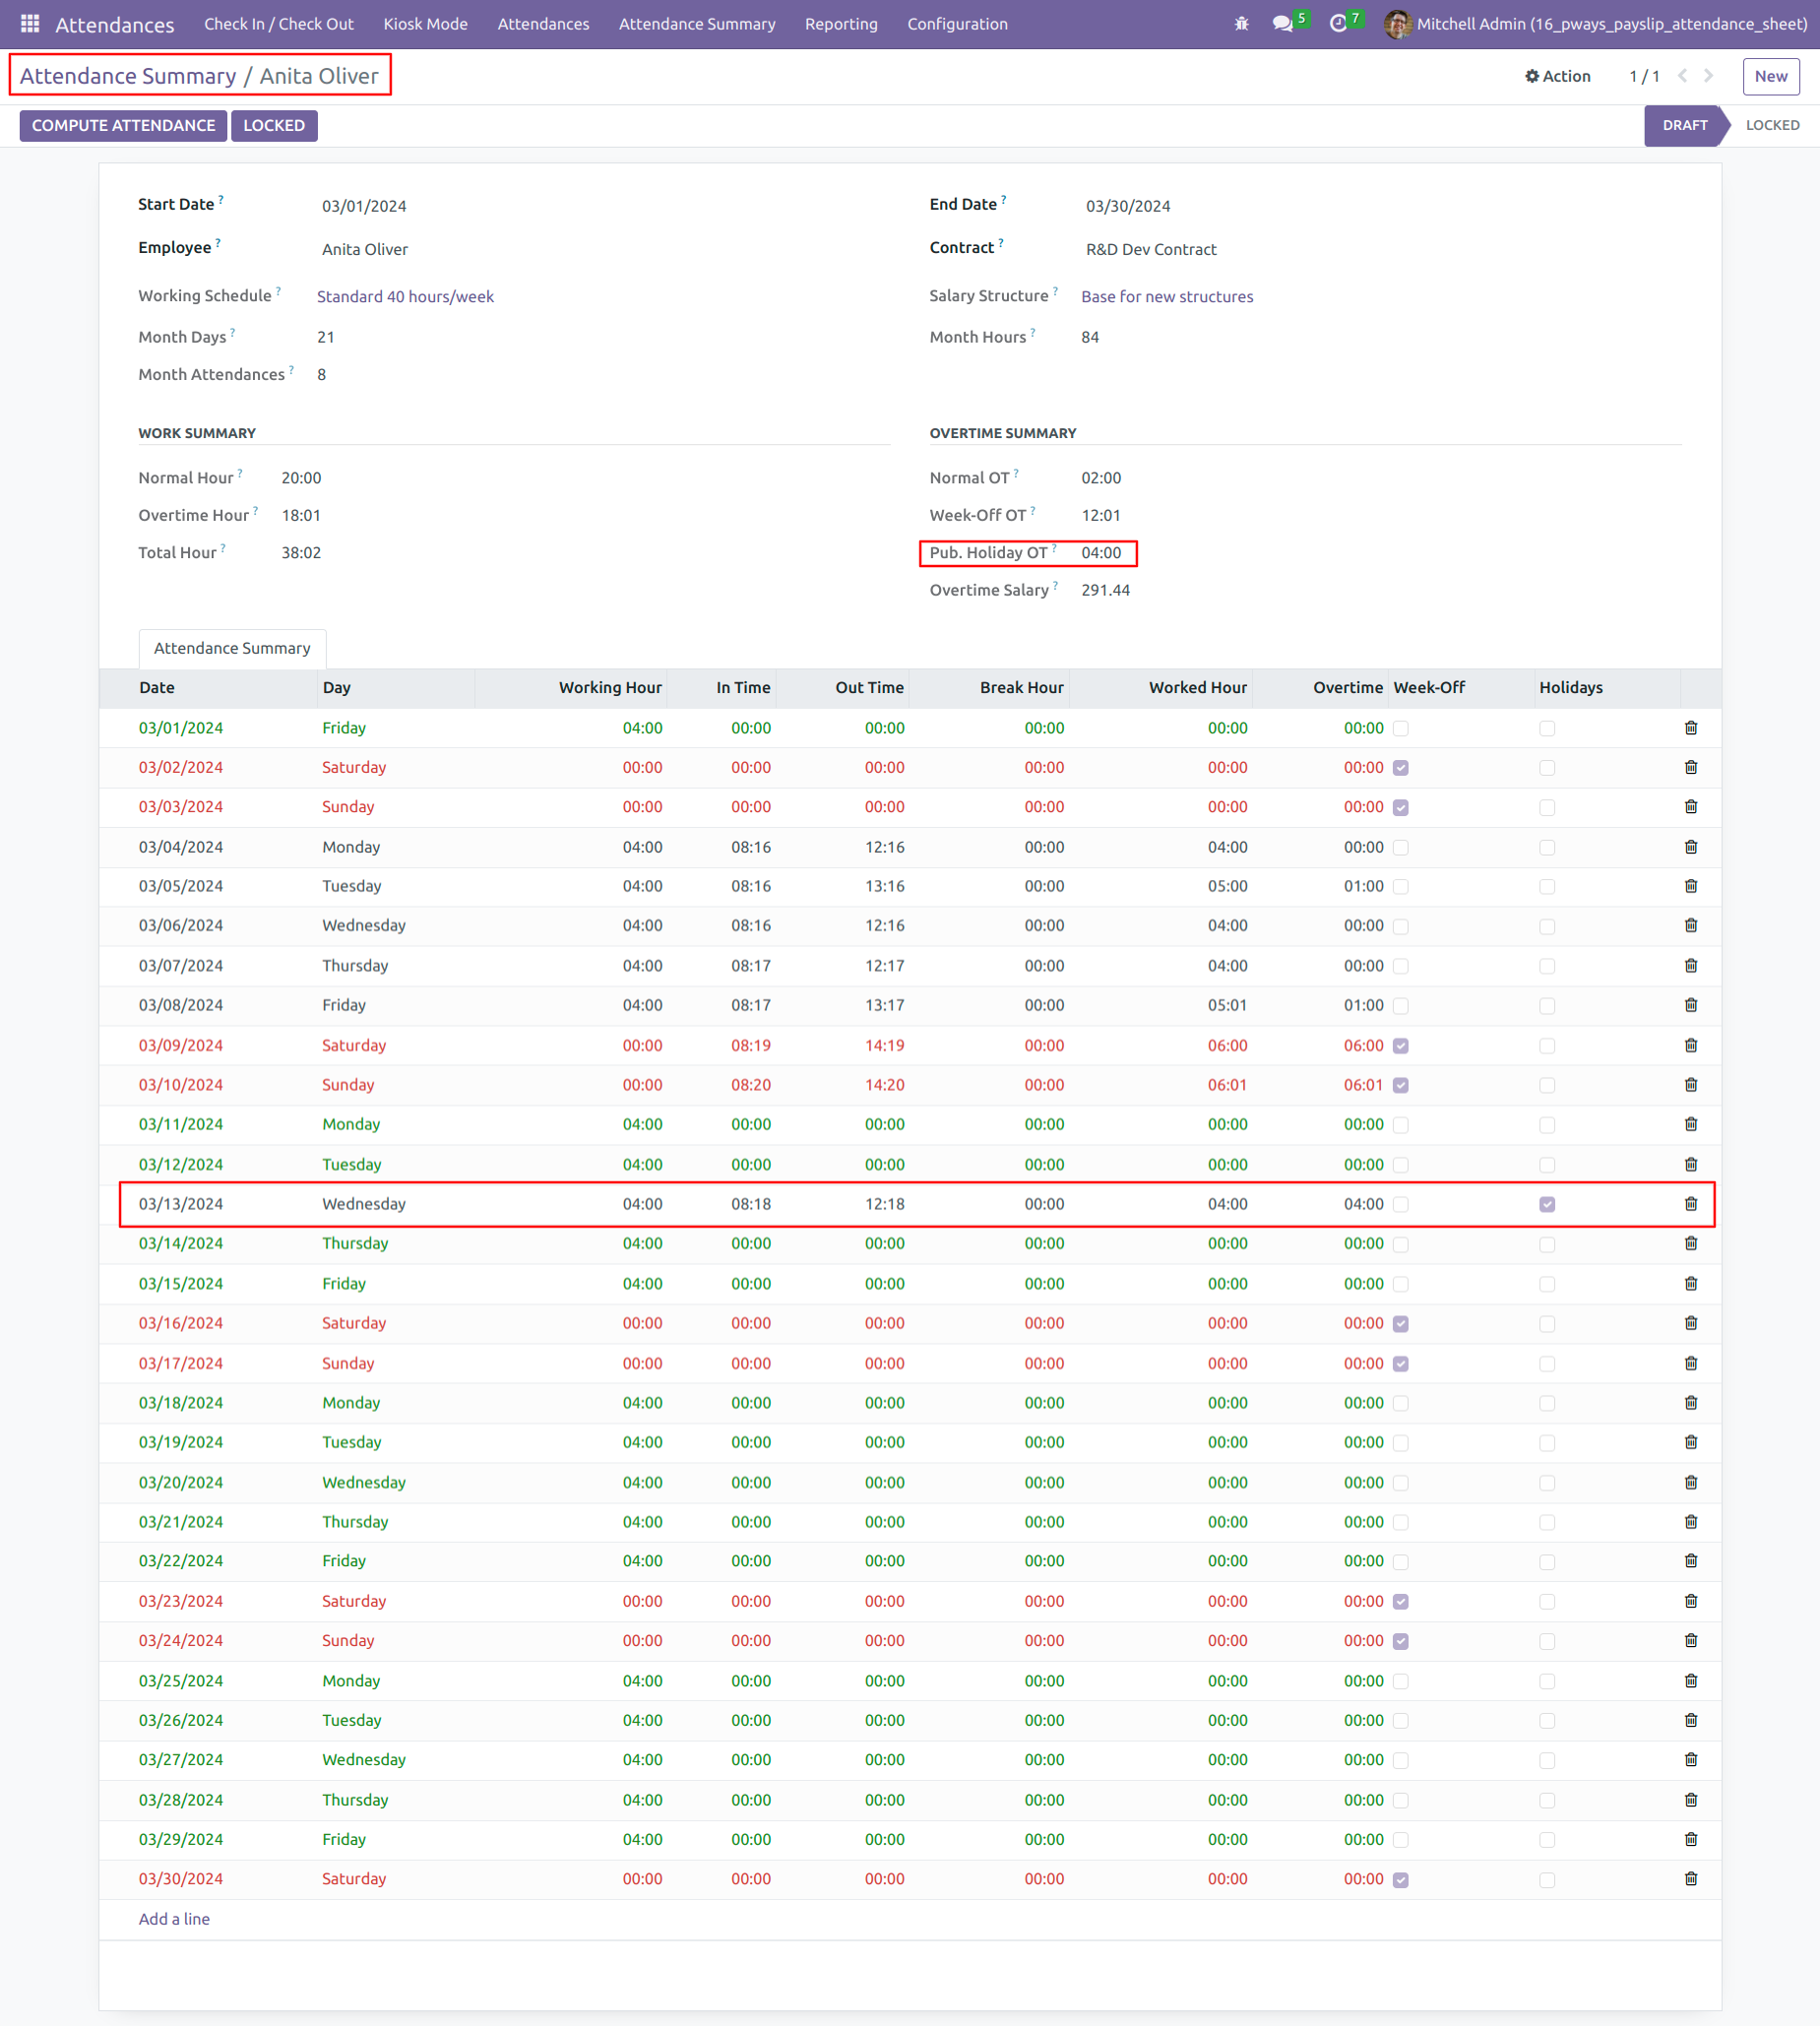 Attendances Check In / Check Out Kiosk Mode Attendances Attendance Summary Reporting Configuration 5 7 Mitchell Admin (16_pways_payslip_attendance_sheet)
Attendance Summary / Anita Oliver Action 1 / 1 New
COMPUTE ATTENDANCE LOCKED DRAFT LOCKED
Start Date ? 03/01/2024 End Date ? 03/30/2024
Employee ? Anita Oliver Contract ? R&D Dev Contract
Working Schedule ? Standard 40 hours/week Salary Structure ? Base for new structures
Month Days ? 21 Month Hours ? 84
Month Attendances ? 8
WORK SUMMARY OVERTIME SUMMARY
Normal Hour ? 20:00 Normal OT ? 02:00
Overtime Hour ? 18:01 Week-Off OT ? 12:01
Total Hour ? 38:02 Pub. Holiday OT ? 04:00
Overtime Salary ? 291.44
Attendance Summary
Date Day Working Hour In Time Out Time Break Hour Worked Hour Overtime Week-Off Holidays
03/01/2024 Friday 04:00 00:00 00:00 00:00 00:00 00:00
03/02/2024 Saturday 00:00 00:00 00:00 00:00 00:00 00:00
03/03/2024 Sunday 00:00 00:00 00:00 00:00 00:00 00:00
03/04/2024 Monday 04:00 08:16 12:16 00:00 04:00 00:00
03/05/2024 Tuesday 04:00 08:16 13:16 00:00 05:00 01:00
03/06/2024 Wednesday 04:00 08:16 12:16 00:00 04:00 00:00
03/07/2024 Thursday 04:00 08:17 12:17 00:00 04:00 00:00
03/08/2024 Friday 04:00 08:17 13:17 00:00 05:01 01:00
03/09/2024 Saturday 00:00 08:19 14:19 00:00 06:00 06:00
03/10/2024 Sunday 00:00 08:20 14:20 00:00 06:01 06:01
03/11/2024 Monday 04:00 00:00 00:00 00:00 00:00 00:00
03/12/2024 Tuesday 04:00 00:00 00:00 00:00 00:00 00:00
03/13/2024 Wednesday 04:00 08:18 12:18 00:00 04:00 04:00
03/14/2024 Thursday 04:00 00:00 00:00 00:00 00:00 00:00
03/15/2024 Friday 04:00 00:00 00:00 00:00 00:00 00:00
03/16/2024 Saturday 00:00 00:00 00:00 00:00 00:00 00:00
03/17/2024 Sunday 00:00 00:00 00:00 00:00 00:00 00:00
03/18/2024 Monday 04:00 00:00 00:00 00:00 00:00 00:00
03/19/2024 Tuesday 04:00 00:00 00:00 00:00 00:00 00:00
03/20/2024 Wednesday 04:00 00:00 00:00 00:00 00:00 00:00
03/21/2024 Thursday 04:00 00:00 00:00 00:00 00:00 00:00
03/22/2024 Friday 04:00 00:00 00:00 00:00 00:00 00:00
03/23/2024 Saturday 00:00 00:00 00:00 00:00 00:00 00:00
03/24/2024 Sunday 00:00 00:00 00:00 00:00 00:00 00:00
03/25/2024 Monday 04:00 00:00 00:00 00:00 00:00 00:00
03/26/2024 Tuesday 04:00 00:00 00:00 00:00 00:00 00:00
03/27/2024 Wednesday 04:00 00:00 00:00 00:00 00:00 00:00
03/28/2024 Thursday 04:00 00:00 00:00 00:00 00:00 00:00
03/29/2024 Friday 04:00 00:00 00:00 00:00 00:00 00:00
03/30/2024 Saturday 00:00 00:00 00:00 00:00 00:00 00:00
Add a line